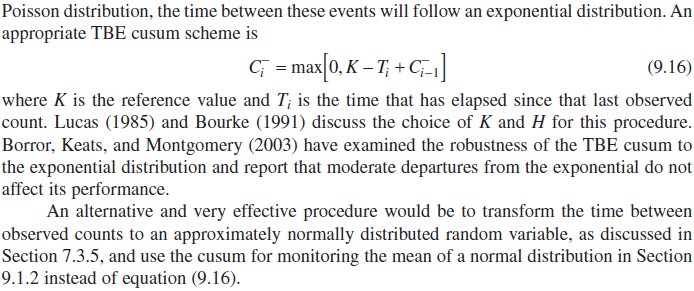 Poisson distribution, the time between these events will follow an exponential distribution. An
appropriate TBE cusum scheme is
C_i^- = max[0, K – T_i + C_{i–1}^-] (9.16)
where K is the reference value and T_i is the time that has elapsed since that last observed
count. Lucas (1985) and Bourke (1991) discuss the choice of K and H for this procedure.
Borror, Keats, and Montgomery (2003) have examined the robustness of the TBE cusum to
the exponential distribution and report that moderate departures from the exponential do not
affect its performance.
An alternative and very effective procedure would be to transform the time between
observed counts to an approximately normally distributed random variable, as discussed in
Section 7.3.5, and use the cusum for monitoring the mean of a normal distribution in Section
9.1.2 instead of equation (9.16).